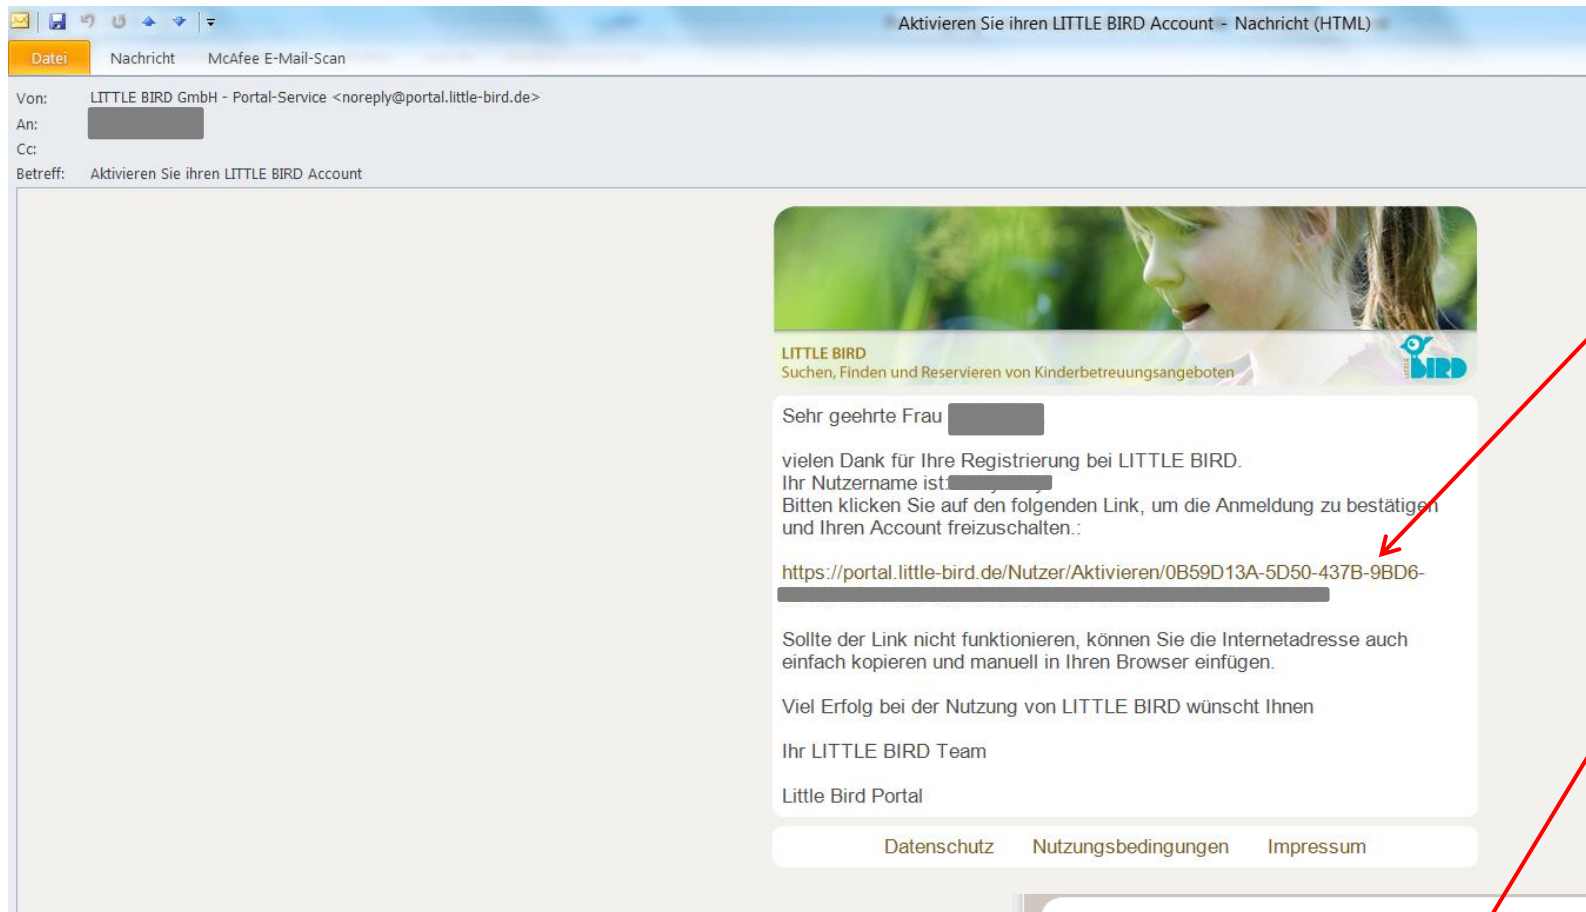 Aktivieren Sie ihren LITTLE BIRD Account - Nachricht (HTML)
Datei Nachricht McAfee E-Mail-Scan
Von: LITTLE BIRD GmbH - Portal-Service <noreply@portal.little-bird.de>
An:
Cc:
Betreff: Aktivieren Sie ihren LITTLE BIRD Account
LITTLE BIRD
Suchen, Finden und Reservieren von Kinderbetreuungsangeboten
LITTLE BIRD
Sehr geehrte Frau
vielen Dank für Ihre Registrierung bei LITTLE BIRD.
Ihr Nutzername ist:
Bitten klicken Sie auf den folgenden Link, um die Anmeldung zu bestätigen
und Ihren Account freizuschalten.:
https://portal.little-bird.de/Nutzer/Aktivieren/0B59D13A-5D50-437B-9BD6-
Sollte der Link nicht funktionieren, können Sie die Internetadresse auch
einfach kopieren und manuell in Ihren Browser einfügen.
Viel Erfolg bei der Nutzung von LITTLE BIRD wünscht Ihnen
Ihr LITTLE BIRD Team
Little Bird Portal
Datenschutz Nutzungsbedingungen Impressum